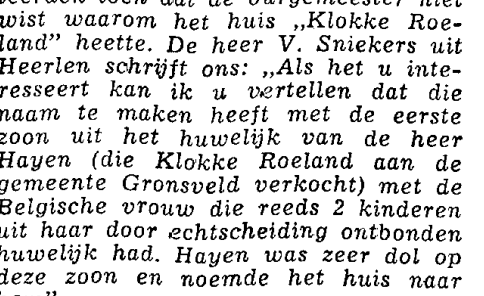 dat de burgemeester niet
wist waarom het huis „Klokke Roe-
land” heette. De heer V. Sniekers uit
Heerlen schrijft ons: „Als het u inte-
resseert kan ik u vertellen dat die
naam te maken heeft met de eerste
zoon uit het huwelijk van de heer
Hayen (die Klokke Roeland aan de
gemeente Gronsveld verkocht) met de
Belgische vrouw die reeds 2 kinderen
uit haar door echtscheiding ontbonden
huwelijk had. Hayen was zeer dol op
deze zoon en noemde het huis naar